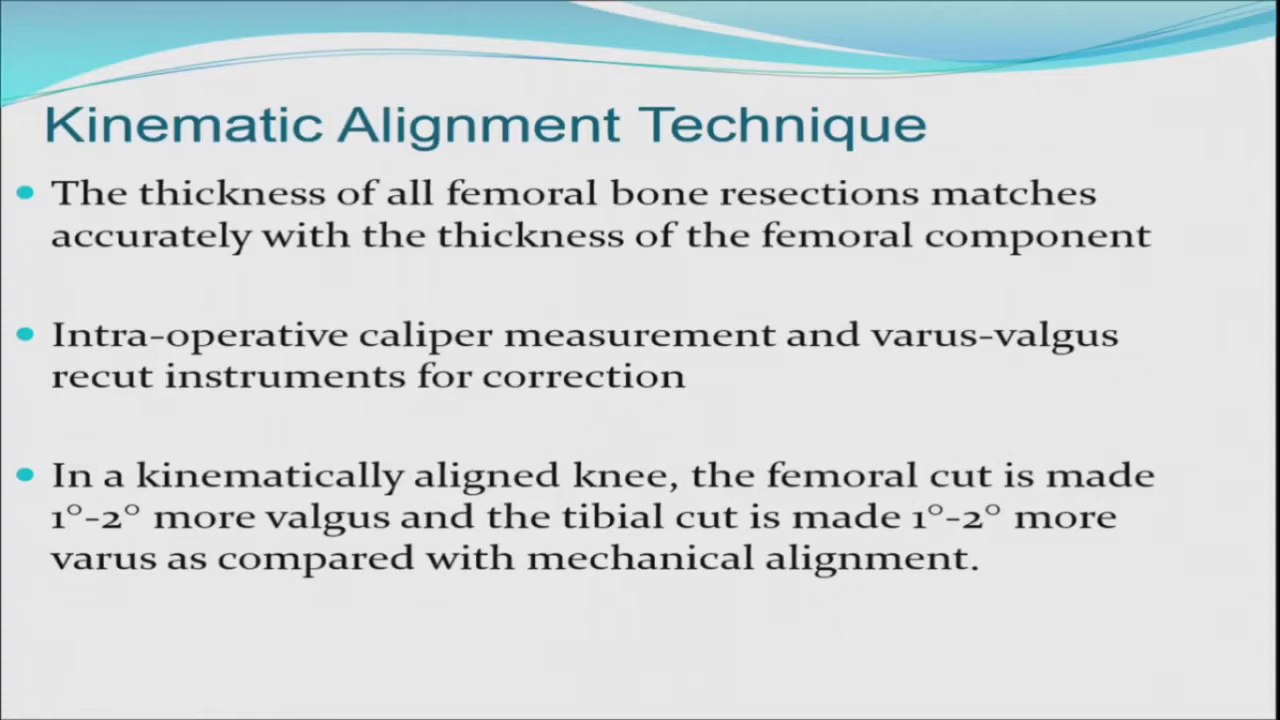 Kinematic Alignment Technique
• The thickness of all femoral bone resections matches
accurately with the thickness of the femoral component
• Intra-operative caliper measurement and varus-valgus
recut instruments for correction
• In a kinematically aligned knee, the femoral cut is made
1°-2° more valgus and the tibial cut is made 1°-2° more
varus as compared with mechanical alignment.